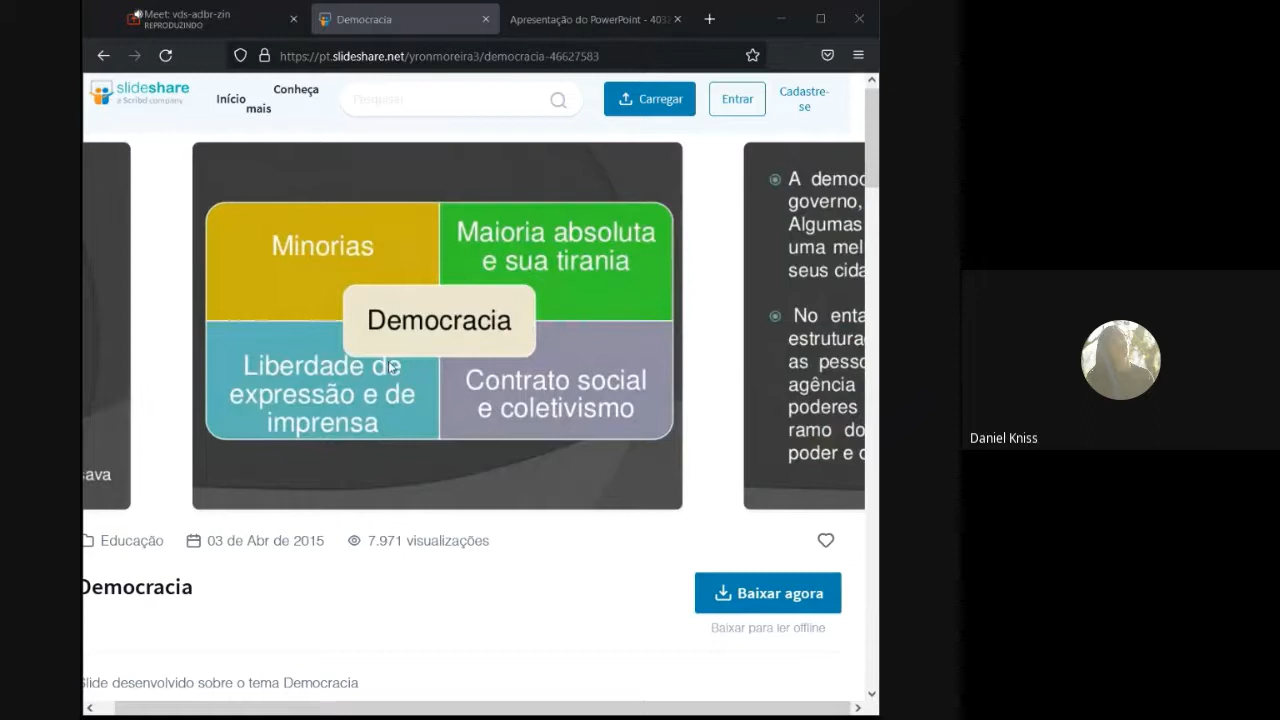 Meet: vds-adbr-zin
REPRODUZINDO
Democracia
Apresentação do PowerPoint - 4032
https://pt.slideshare.net/yronmoreira3/democracia-46627583
slideshare
a Scribd company
Início
Conheça
mais
Pesquisar
Carregar
Entrar
Cadastre-
se
Minorias
Maioria absoluta
e sua tirania
Democracia
Liberdade de
expressão e de
imprensa
Contrato social
e coletivismo
ava
A democ
governo,
Algumas
uma mel
seus cida
No enta
estrutura
as pesso
agência
poderes
ramo do
poder e c
Educação
03 de Abr de 2015
7.971 visualizações
Democracia
Baixar agora
Baixar para ler offline
Slide desenvolvido sobre o tema Democracia
Daniel Kniss